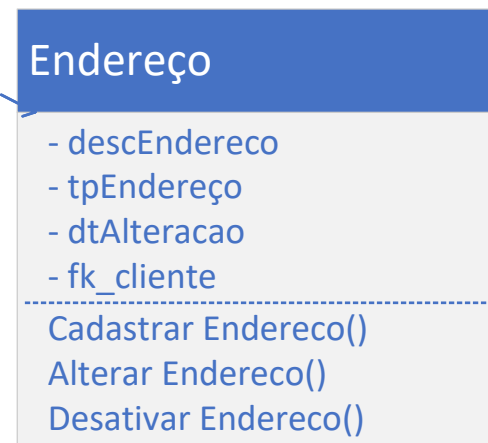 Endereço
- descEndereco
- tpEndereço
- dtAlteracao
- fk_cliente
Cadastrar Endereco()
Alterar Endereco()
Desativar Endereco()